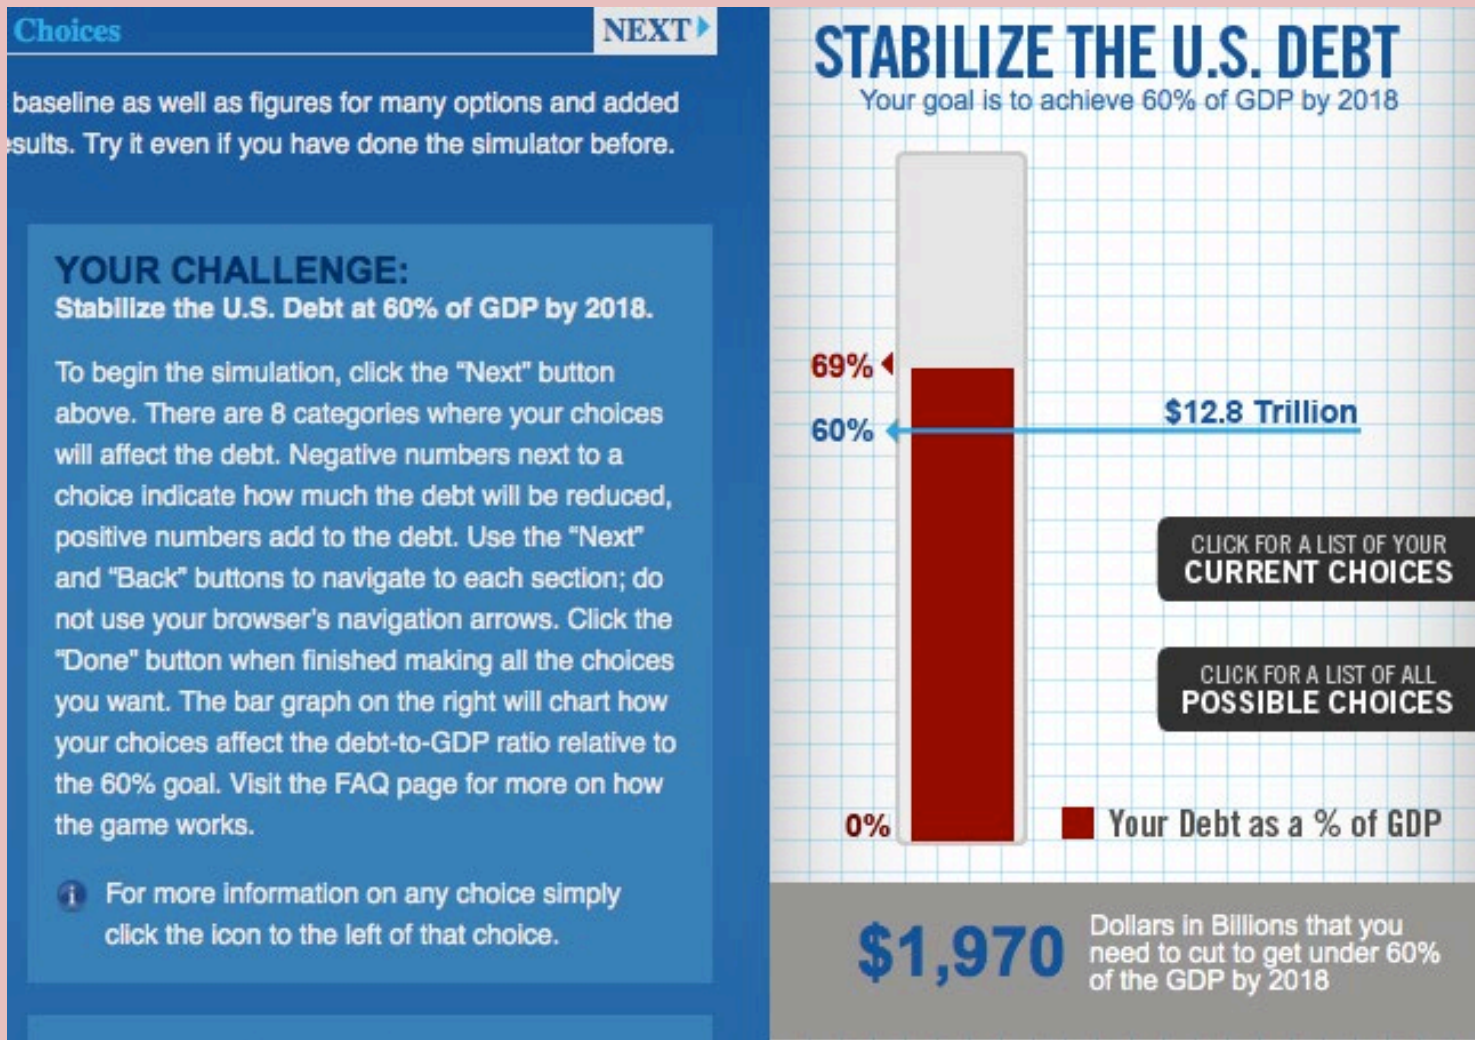 Choices
NEXT
baseline as well as figures for many options and added
esults. Try it even if you have done the simulator before.
YOUR CHALLENGE:
Stabilize the U.S. Debt at 60% of GDP by 2018.
To begin the simulation, click the “Next” button
above. There are 8 categories where your choices
will affect the debt. Negative numbers next to a
choice indicate how much the debt will be reduced,
positive numbers add to the debt. Use the “Next”
and “Back” buttons to navigate to each section; do
not use your browser’s navigation arrows. Click the
“Done” button when finished making all the choices
you want. The bar graph on the right will chart how
your choices affect the debt-to-GDP ratio relative to
the 60% goal. Visit the FAQ page for more on how
the game works.
For more information on any choice simply
click the icon to the left of that choice.
STABILIZE THE U.S. DEBT
Your goal is to achieve 60% of GDP by 2018
69%
$12.8 Trillion
60%
CLICK FOR A LIST OF YOUR
CURRENT CHOICES
CLICK FOR A LIST OF ALL
POSSIBLE CHOICES
0%
Your Debt as a % of GDP
$1,970
Dollars in Billions that you
need to cut to get under 60%
of the GDP by 2018